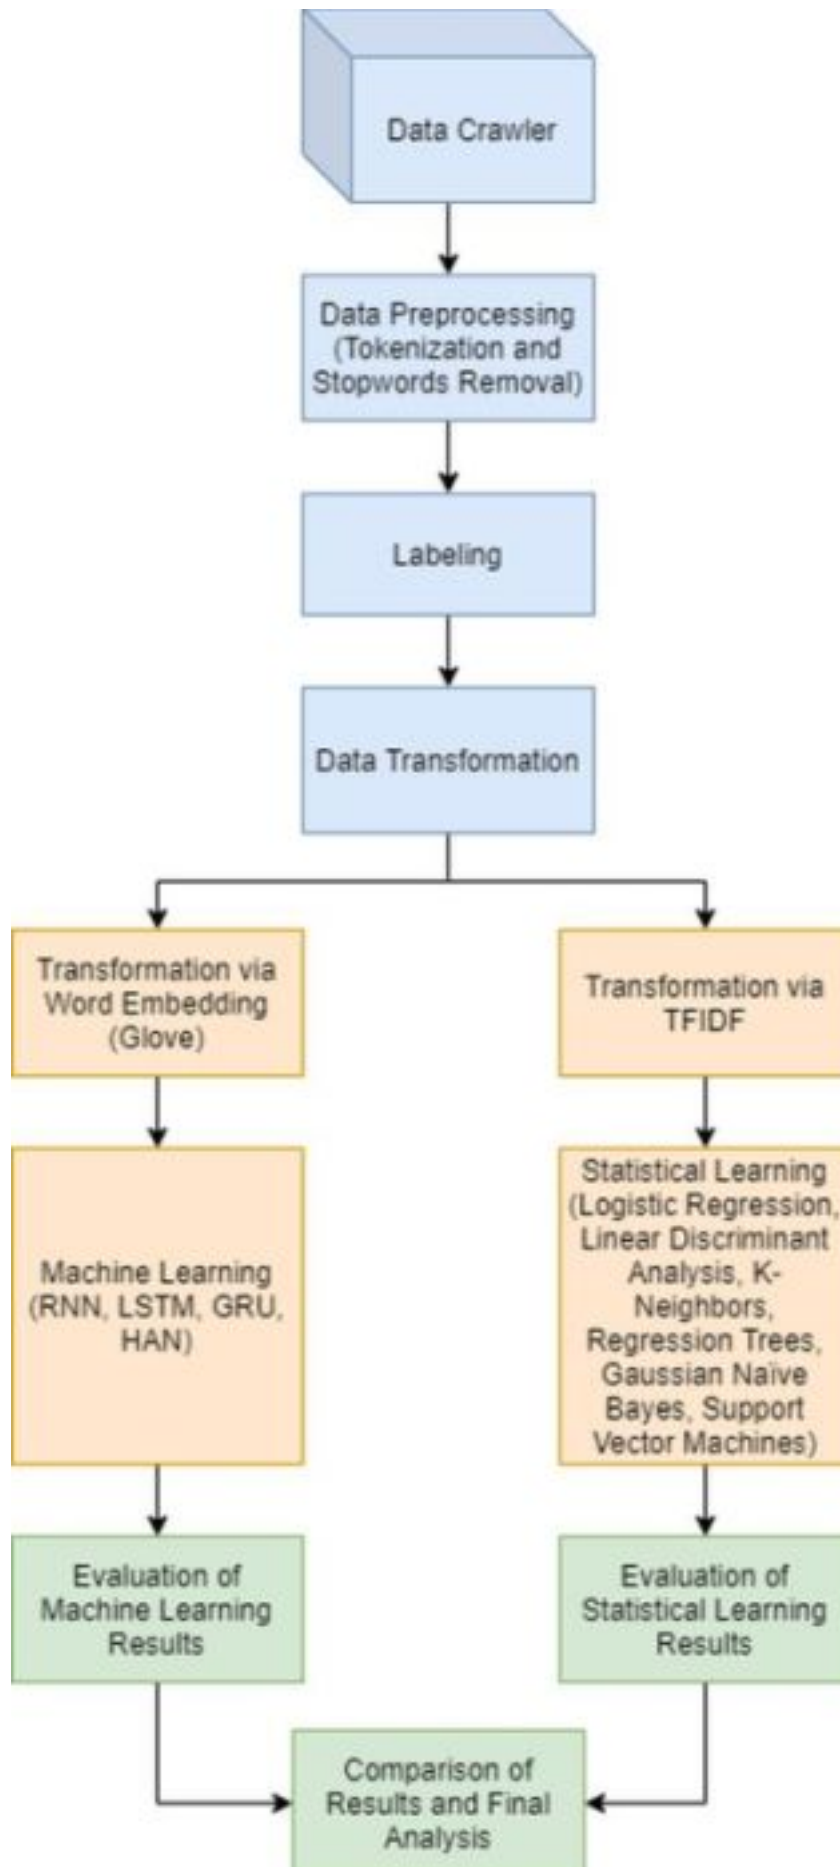 Data Crawler
Data Preprocessing
(Tokenization and
Stopwords Removal)
Labeling
Data Transformation
Transformation via
Word Embedding
(Glove)
Transformation via
TFIDF
Machine Learning
(RNN, LSTM, GRU,
HAN)
Statistical Learning
(Logistic Regression,
Linear Discriminant
Analysis, K-
Neighbors,
Regression Trees,
Gaussian Naïve
Bayes, Support
Vector Machines)
Evaluation of
Machine Learning
Results
Evaluation of
Statistical Learning
Results
Comparison of
Results and Final
Analysis